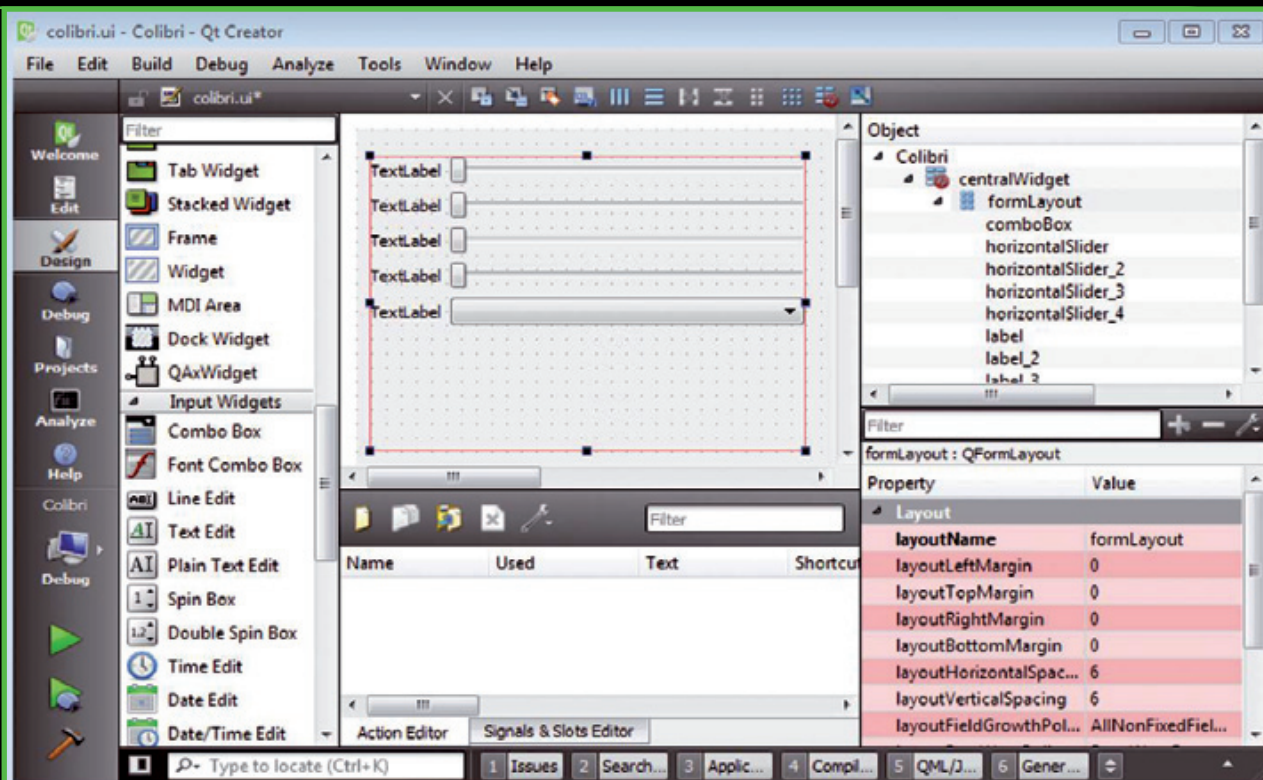 colibri.ui - Colibri - Qt Creator
File Edit Build Debug Analyze Tools Window Help
colibri.ui*
Welcome
Edit
Design
Debug
Projects
Analyze
Help
Colibri
Debug
Filter
Tab Widget
Stacked Widget
Frame
Widget
MDI Area
Dock Widget
QAxWidget
Input Widgets
Combo Box
Font Combo Box
Line Edit
Text Edit
Plain Text Edit
Spin Box
Double Spin Box
Time Edit
Date Edit
Date/Time Edit
TextLabel
TextLabel
TextLabel
TextLabel
TextLabel
Filter
Name Used Text Shortcut
Action Editor Signals & Slots Editor
Object
Colibri
centralWidget
formLayout
comboBox
horizontalSlider
horizontalSlider_2
horizontalSlider_3
horizontalSlider_4
label
label_2
label_3
Filter
formLayout : QFormLayout
Property Value
Layout
layoutName formLayout
layoutLeftMargin 0
layoutTopMargin 0
layoutRightMargin 0
layoutBottomMargin 0
layoutHorizontalSpac... 6
layoutVerticalSpacing 6
layoutFieldGrowthPol... AllNonFixedFiel...
Type to locate (Ctrl+K)
1 Issues 2 Search... 3 Applic... 4 Compil... 5 QML/J... 6 Gener...